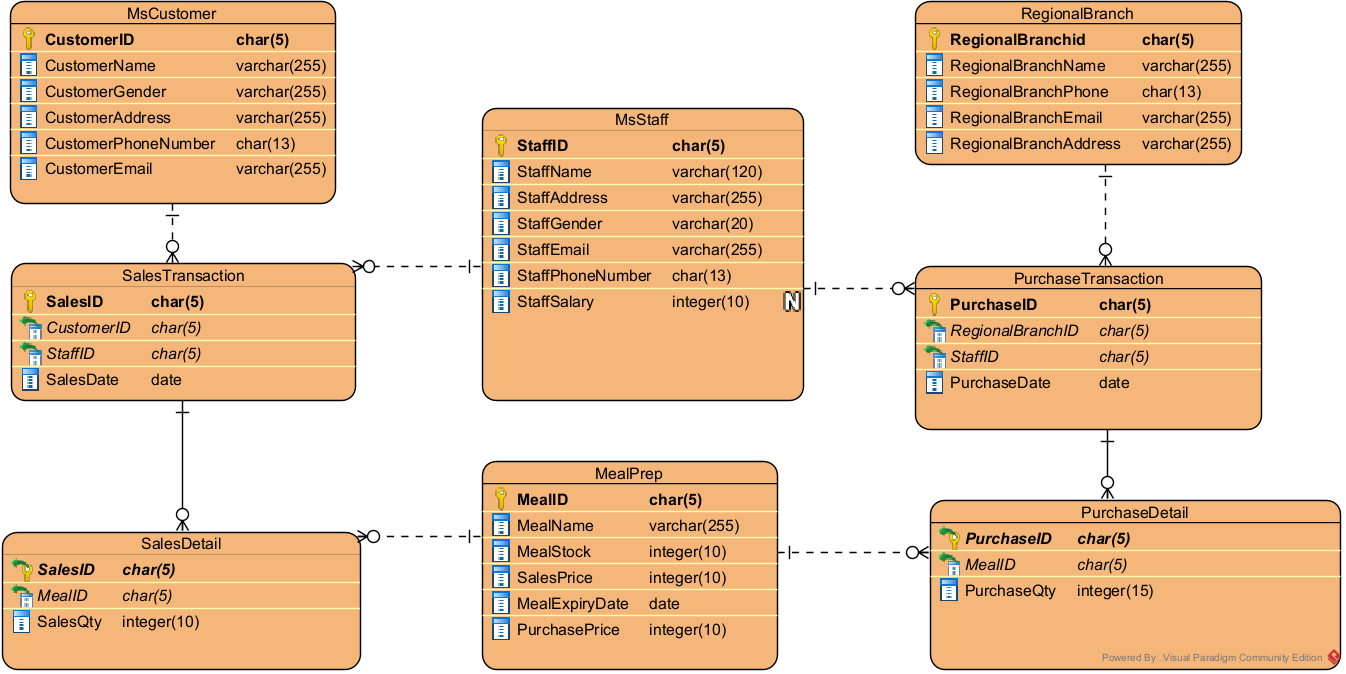 MsCustomer
CustomerID char(5)
CustomerName varchar(255)
CustomerGender varchar(255)
CustomerAddress varchar(255)
CustomerPhoneNumber char(13)
CustomerEmail varchar(255)
RegionalBranch
RegionalBranchid char(5)
RegionalBranchName varchar(255)
RegionalBranchPhone char(13)
RegionalBranchEmail varchar(255)
RegionalBranchAddress varchar(255)
MsStaff
StaffID char(5)
StaffName varchar(120)
StaffAddress varchar(255)
StaffGender varchar(20)
StaffEmail varchar(255)
StaffPhoneNumber char(13)
StaffSalary integer(10) N
SalesTransaction
SalesID char(5)
CustomerID char(5)
StaffID char(5)
SalesDate date
PurchaseTransaction
PurchaseID char(5)
RegionalBranchID char(5)
StaffID char(5)
PurchaseDate date
SalesDetail
SalesID char(5)
MealID char(5)
SalesQty integer(10)
MealPrep
MealID char(5)
MealName varchar(255)
MealStock integer(10)
SalesPrice integer(10)
MealExpiryDate date
PurchasePrice integer(10)
PurchaseDetail
PurchaseID char(5)
MealID char(5)
PurchaseQty integer(15)
Powered By Visual Paradigm Community Edition